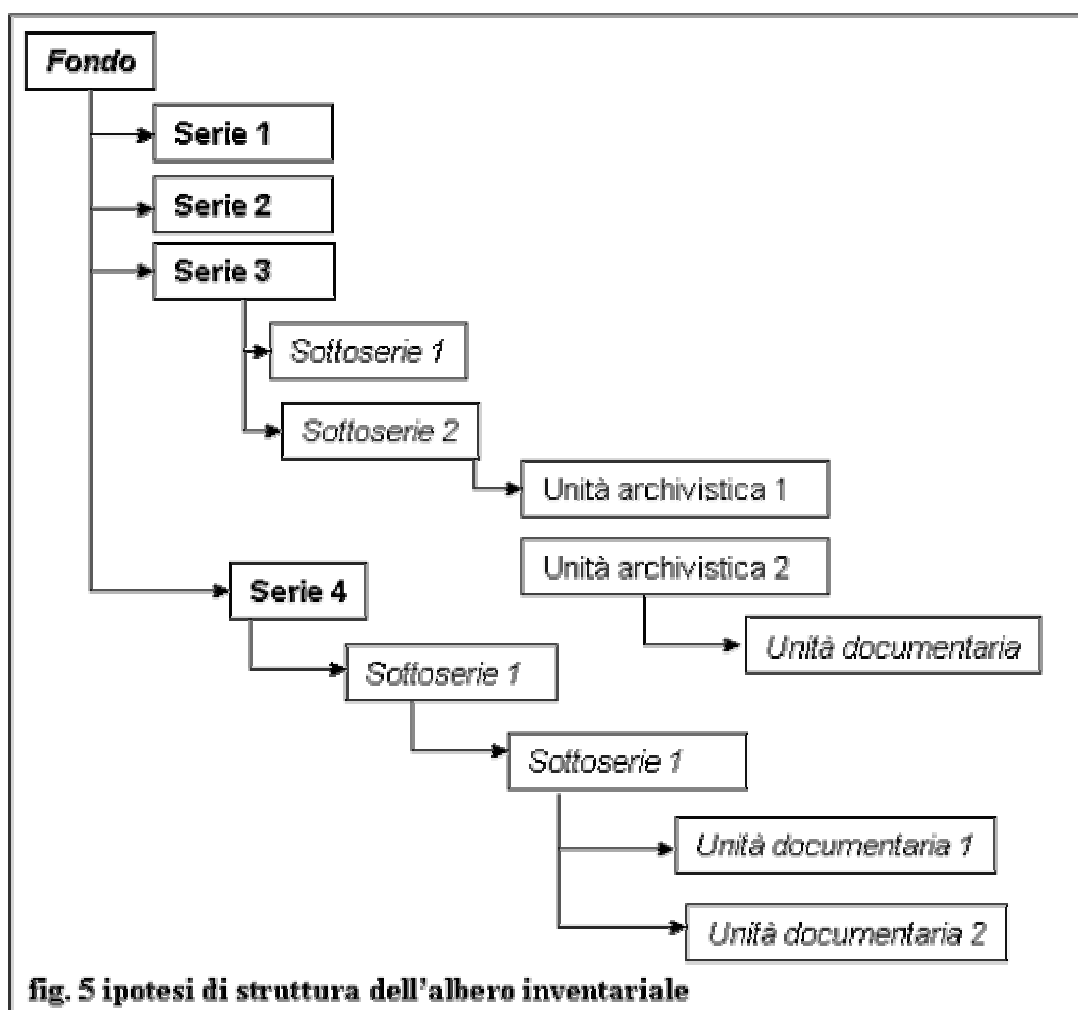 Fondo
Serie 1
Serie 2
Serie 3
Sottoserie 1
Sottoserie 2
Unità archivistica 1
Unità archivistica 2
Serie 4
Unità documentaria
Sottoserie 1
Sottoserie 1
Unità documentaria 1
Unità documentaria 2
fig. 5 ipotesi di struttura dell'albero inventariale